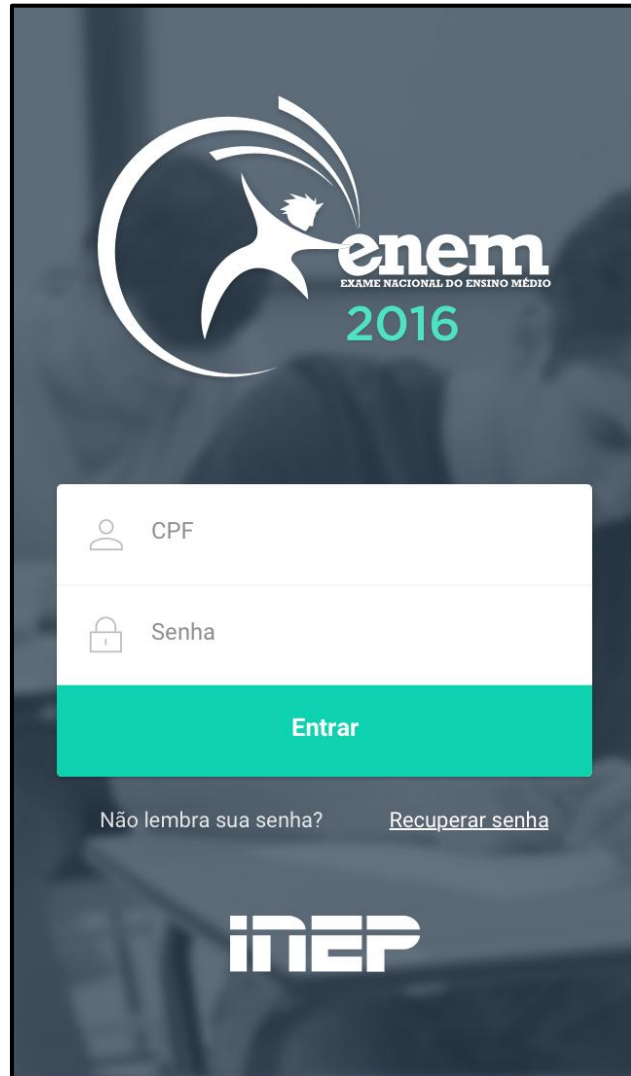 enem
EXAME NACIONAL DO ENSINO MÉDIO
2016
CPF
Senha
Entrar
Não lembra sua senha? Recuperar senha
INEP